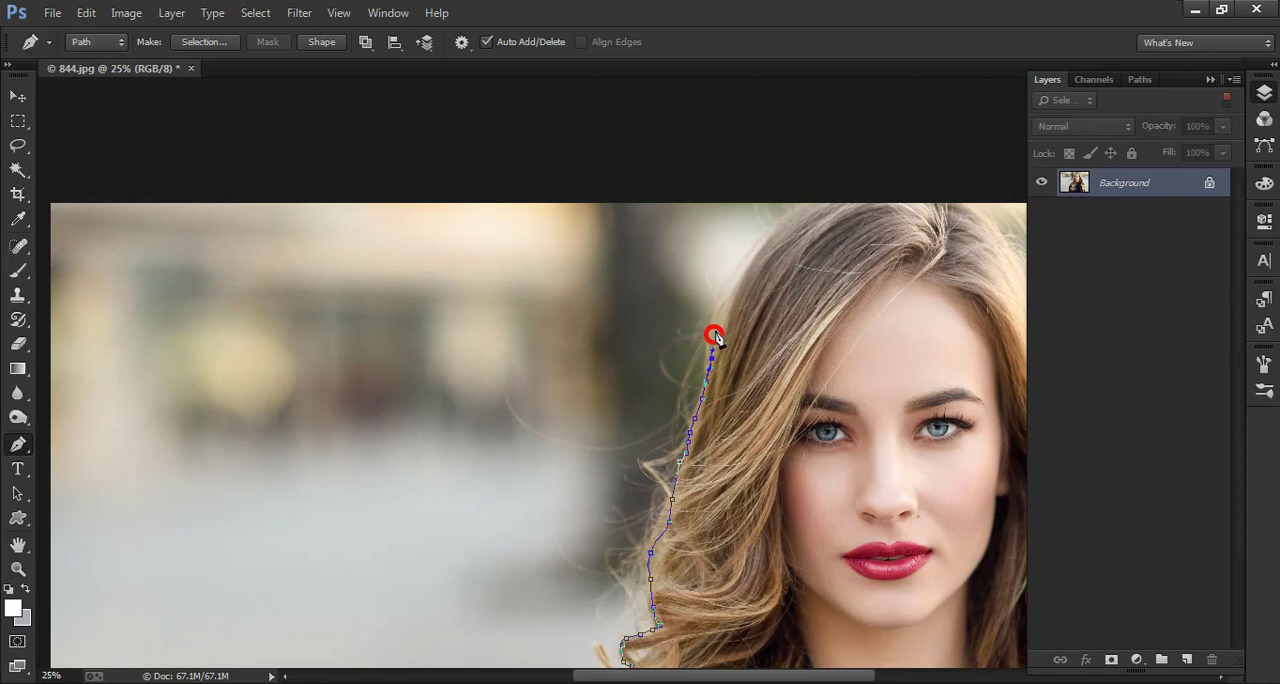 Ps File Edit Image Layer Type Select Filter View Window Help
Path Make: Selection... Mask Shape Auto Add/Delete Align Edges What's New
© 844.jpg @ 25% (RGB/8) * ×
Layers Channels Paths
Sele...
Normal Opacity: 100%
Lock: Fill: 100%
Background
25% © Doc: 67.1M/67.1M